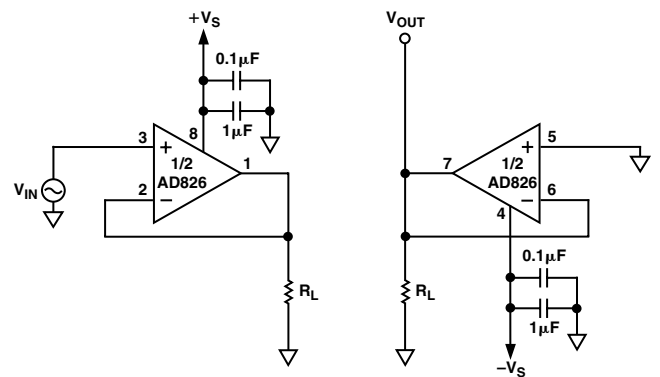 +VS
VOUT
0.1µF
1µF
8
3
+
1/2
AD826
1
2
−
VIN
RL
5
+
1/2
AD826
7
6
−
4
0.1µF
1µF
RL
−VS